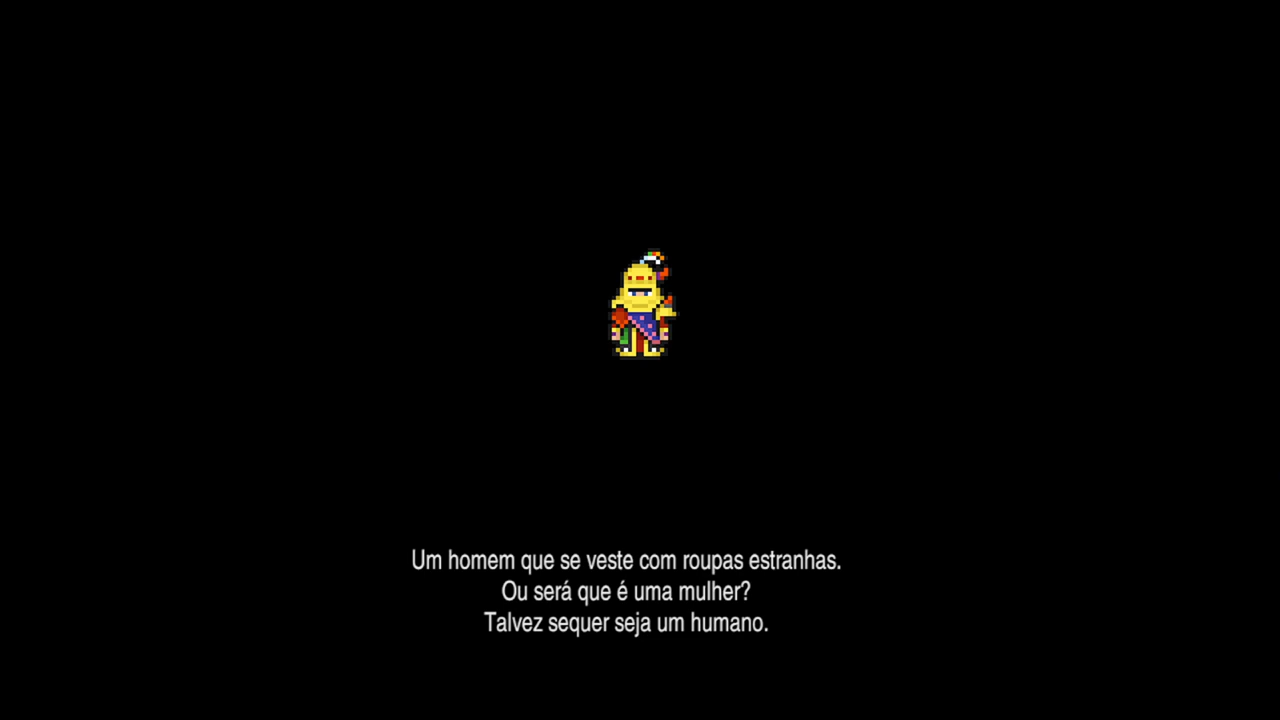 Um homem que se veste com roupas estranhas.
Ou será que é uma mulher?
Talvez sequer seja um humano.